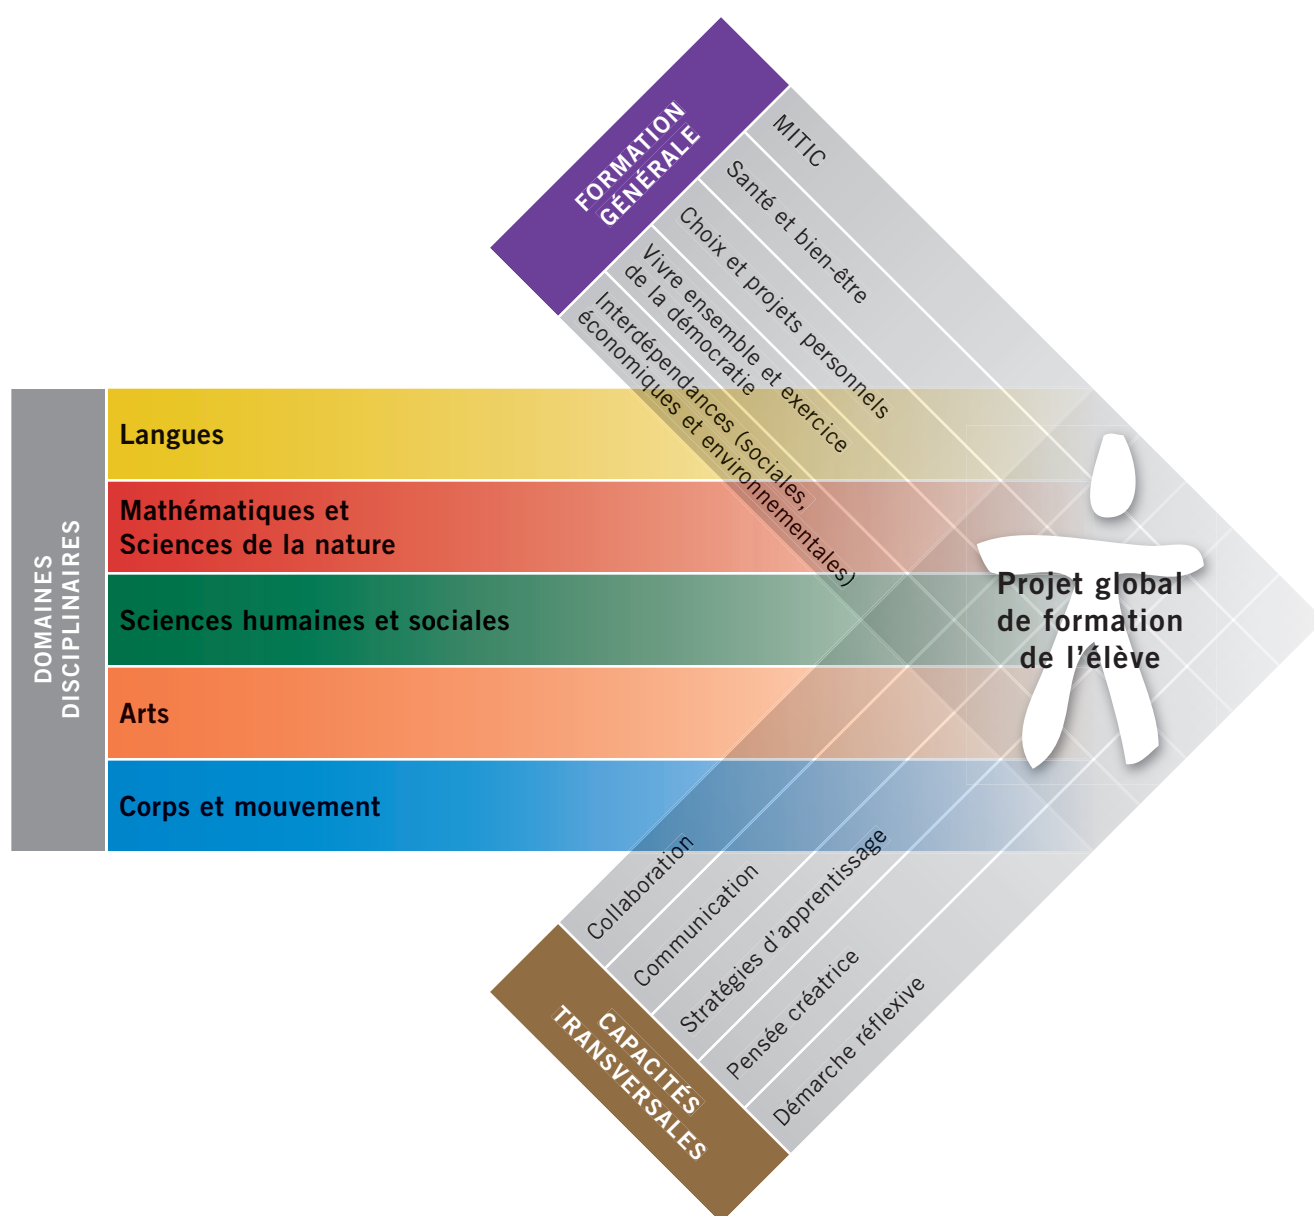 FORMATION
GÉNÉRALE
MITIC
Santé et bien-être
Choix et projets personnels
Vivre ensemble et exercice
de la démocratie
Interdépendances (sociales,
économiques et environnementales)
DOMAINES
DISCIPLINAIRES
Langues
Mathématiques et
Sciences de la nature
Sciences humaines et sociales
Arts
Corps et mouvement
Projet global
de formation
de l'élève
CAPACITÉS
TRANSVERSALES
Collaboration
Communication
Stratégies d'apprentissage
Pensée créatrice
Démarche réflexive